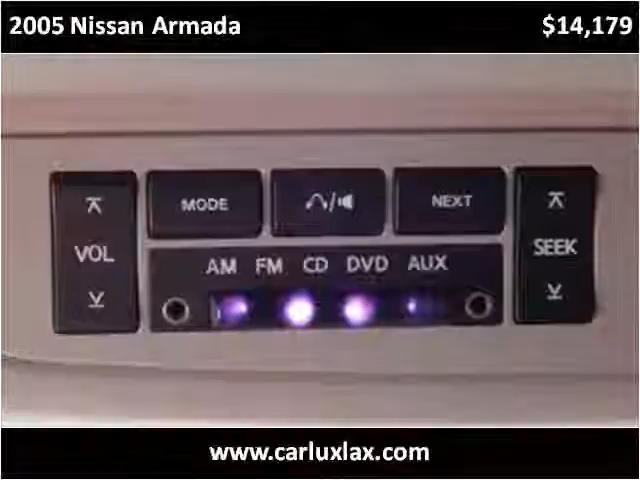 2005 Nissan Armada $14,179
MODE
/
NEXT
VOL
SEEK
AM FM CD DVD AUX
www.carluxlax.com